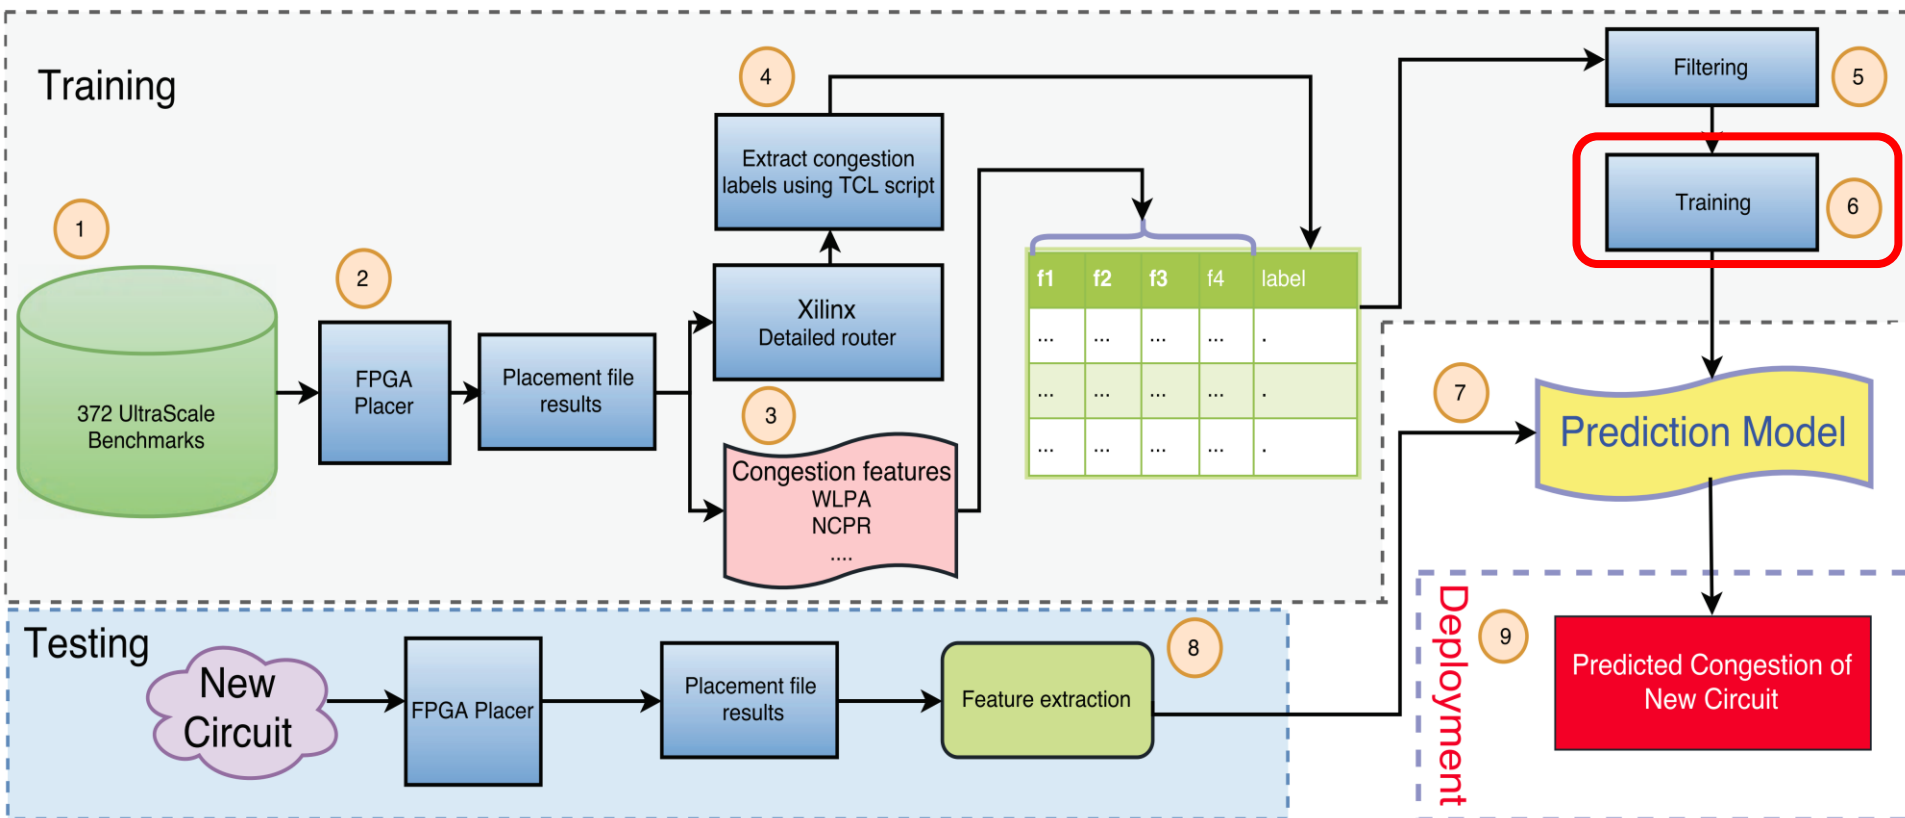 Training
1
372 UltraScale
Benchmarks
2
FPGA
Placer
Placement file
results
4
Extract congestion
labels using TCL script
Xilinx
Detailed router
3
Congestion features
WLPA
NCPR
....
f1 f2 f3 f4 label
... ... ... ... .
... ... ... ... .
... ... ... ... .
Filtering
5
Training
6
7
Prediction Model
Testing
New
Circuit
FPGA Placer
Placement file
results
Feature extraction
8
Deployment
9
Predicted Congestion of
New Circuit